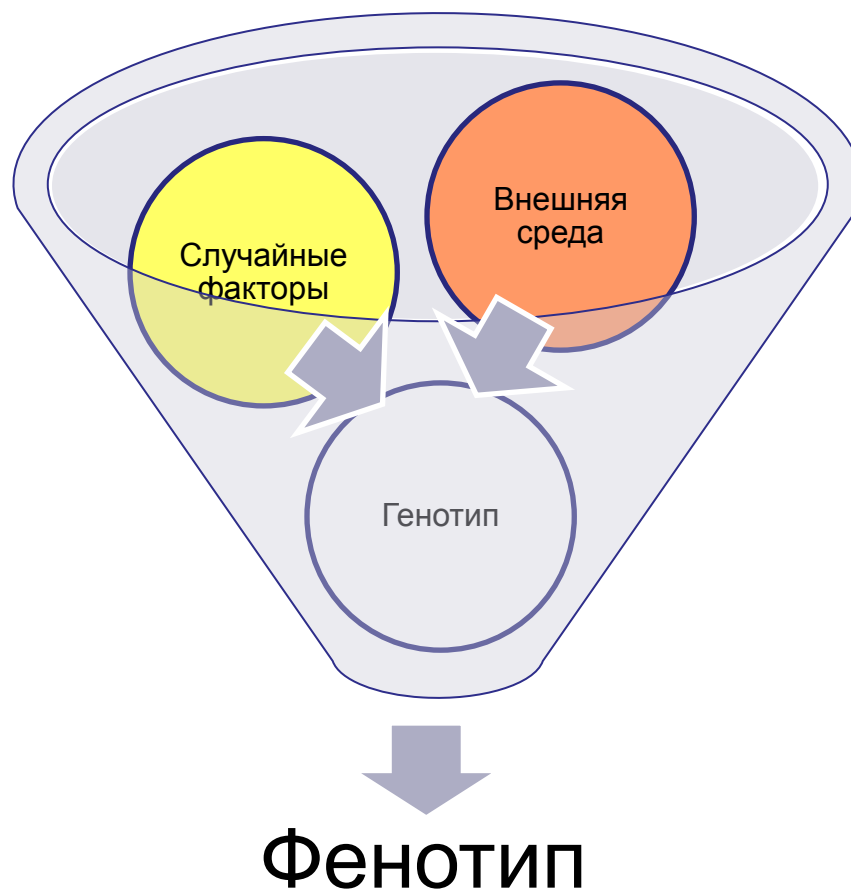 Случайные
факторы
Внешняя
среда
Генотип
Фенотип